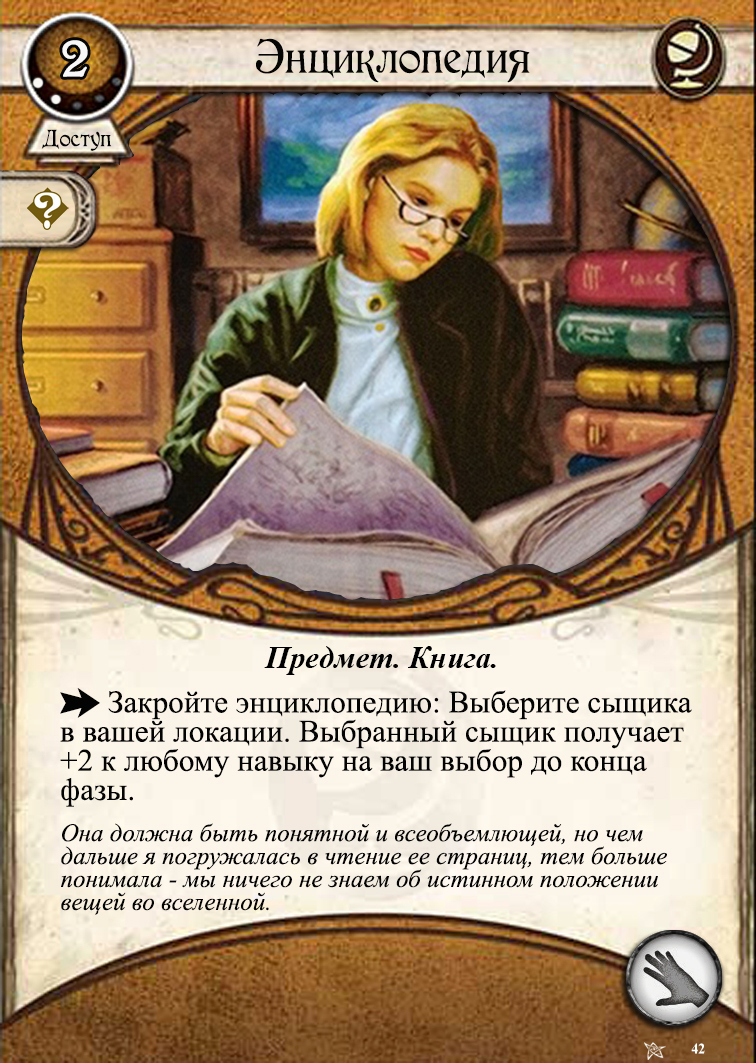 2
Энциклопедия
Доступ
?
Предмет. Книга.
Закройте энциклопедию: Выберите сыщика
в вашей локации. Выбранный сыщик получает
+2 к любому навыку на ваш выбор до конца
фазы.
Она должна быть понятной и всеобъемлющей, но чем
дальше я погружалась в чтение ее страниц, тем больше
понимала - мы ничего не знаем об истинном положении
вещей во вселенной.
42